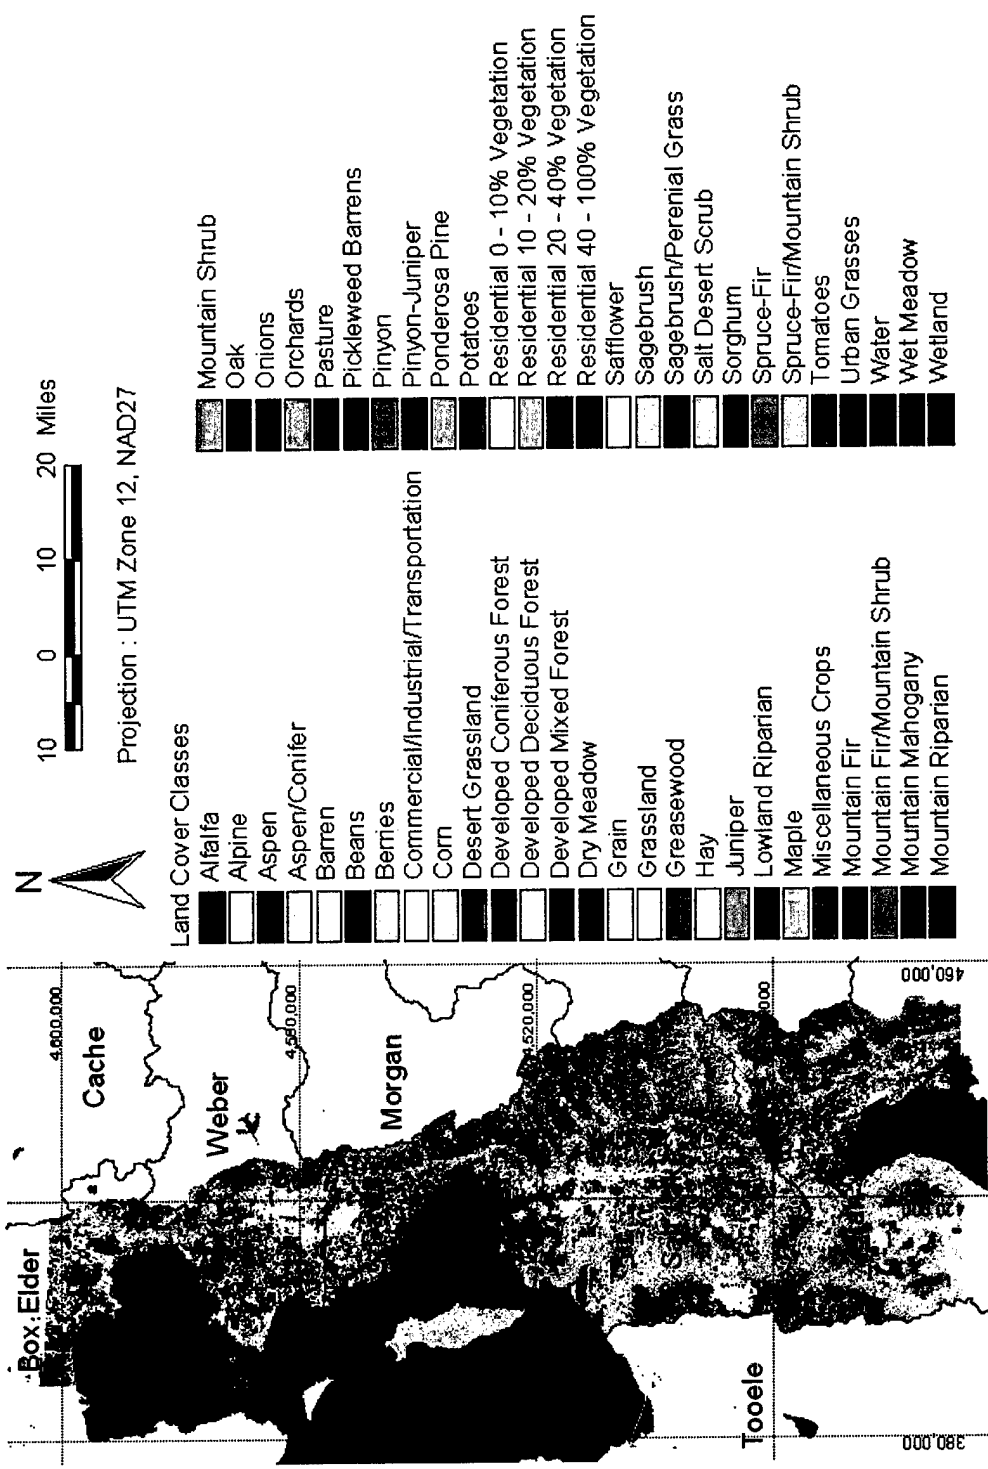 N
10 0 10 20 Miles
Projection : UTM Zone 12, NAD27
Land Cover Classes
Alfalfa
Alpine
Aspen
Aspen/Conifer
Barren
Beans
Berries
Commercial/Industrial/Transportation
Corn
Desert Grassland
Developed Coniferous Forest
Developed Deciduous Forest
Developed Mixed Forest
Dry Meadow
Grain
Grassland
Greasewood
Hay
Juniper
Lowland Riparian
Maple
Miscellaneous Crops
Mountain Fir
Mountain Fir/Mountain Shrub
Mountain Mahogany
Mountain Riparian
Mountain Shrub
Oak
Onions
Orchards
Pasture
Pickleweed Barrens
Pinyon
Pinyon-Juniper
Ponderosa Pine
Potatoes
Residential 0 - 10% Vegetation
Residential 10 - 20% Vegetation
Residential 20 - 40% Vegetation
Residential 40 - 100% Vegetation
Safflower
Sagebrush
Sagebrush/Perenial Grass
Salt Desert Scrub
Sorghum
Spruce-Fir
Spruce-Fir/Mountain Shrub
Tomatoes
Urban Grasses
Water
Wet Meadow
Wetland
Box Elder
Cache
4,600,000
Weber
Morgan
4,520,000
000
Tooele
380,000
460,000